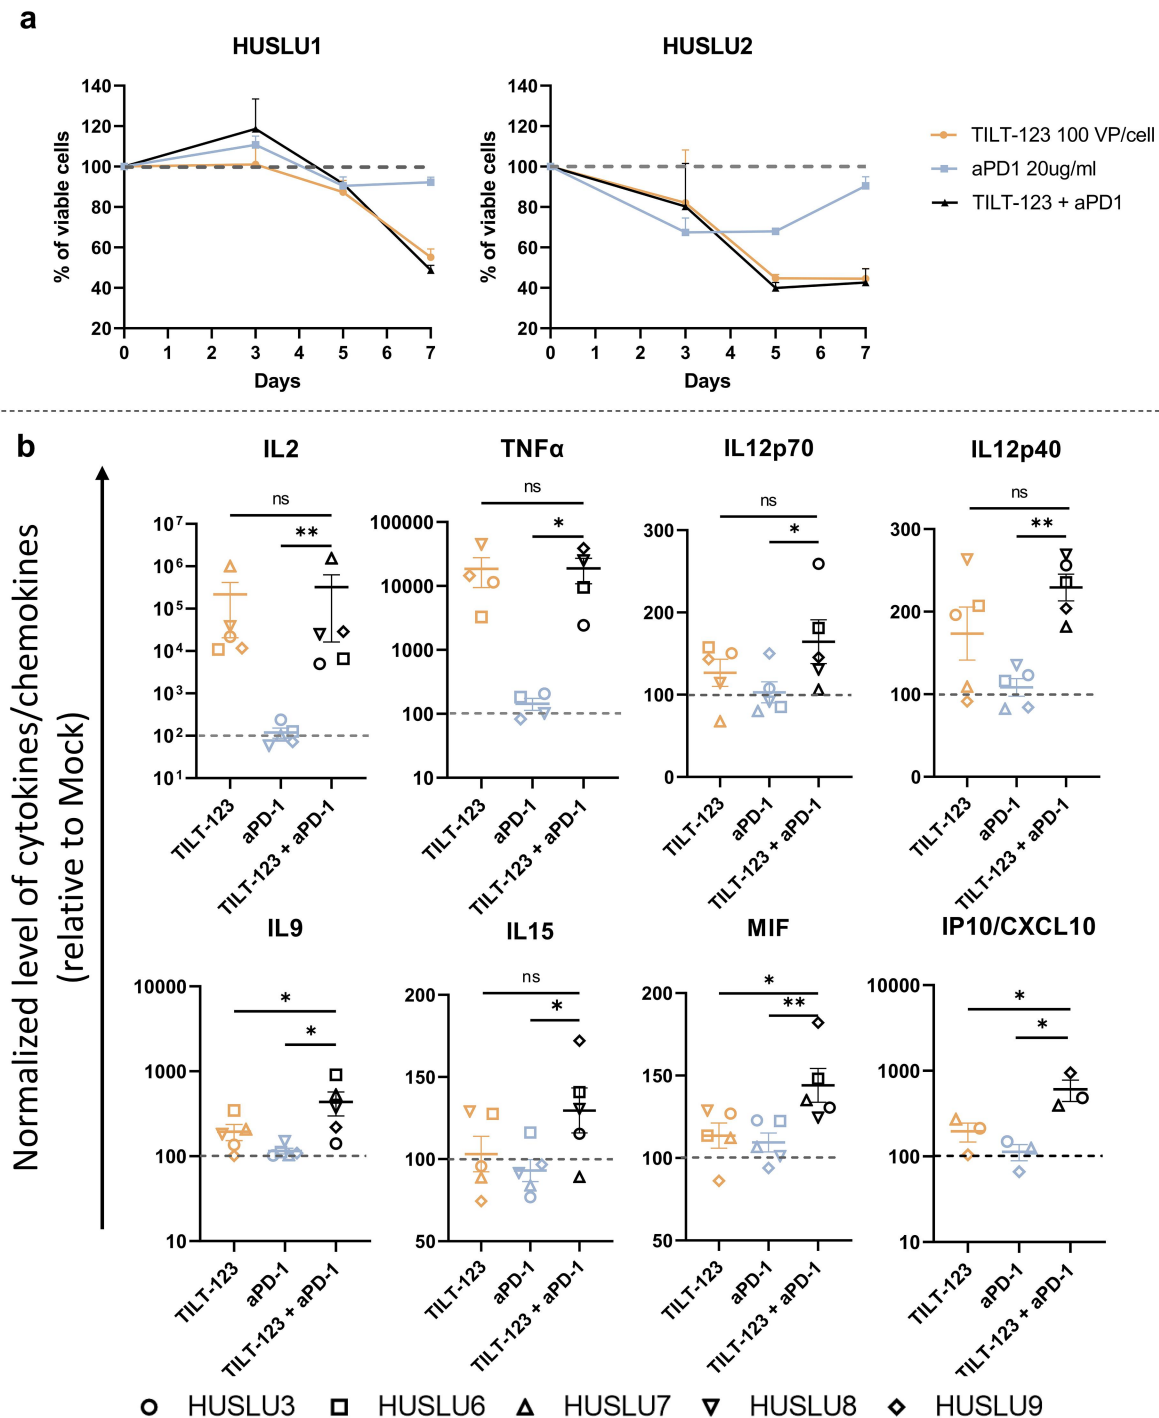 a
HUSLU1
HUSLU2
% of viable cells
140
120
100
80
60
40
20
0 1 2 3 4 5 6 7
Days
% of viable cells
140
120
100
80
60
40
20
0 1 2 3 4 5 6 7
Days
TILT-123 100 VP/cell
aPD1 20ug/ml
TILT-123 + aPD1
b
Normalized level of cytokines/chemokines
(relative to Mock)
IL2
ns
**
10⁷
10⁶
10⁵
10⁴
10³
10²
10¹
TILT-123
aPD-1
TILT-123 + aPD-1
TNFα
ns
*
100000
10000
1000
100
10
TILT-123
aPD-1
TILT-123 + aPD-1
IL12p70
ns
*
300
200
100
0
TILT-123
aPD-1
TILT-123 + aPD-1
IL12p40
ns
**
300
200
100
0
TILT-123
aPD-1
TILT-123 + aPD-1
IL9
*
*
10000
1000
100
10
TILT-123
aPD-1
TILT-123 + aPD-1
IL15
ns
*
200
150
100
50
TILT-123
aPD-1
TILT-123 + aPD-1
MIF
*
**
200
150
100
50
TILT-123
aPD-1
TILT-123 + aPD-1
IP10/CXCL10
*
*
10000
1000
100
10
TILT-123
aPD-1
TILT-123 + aPD-1
HUSLU3 HUSLU6 HUSLU7 HUSLU8 HUSLU9